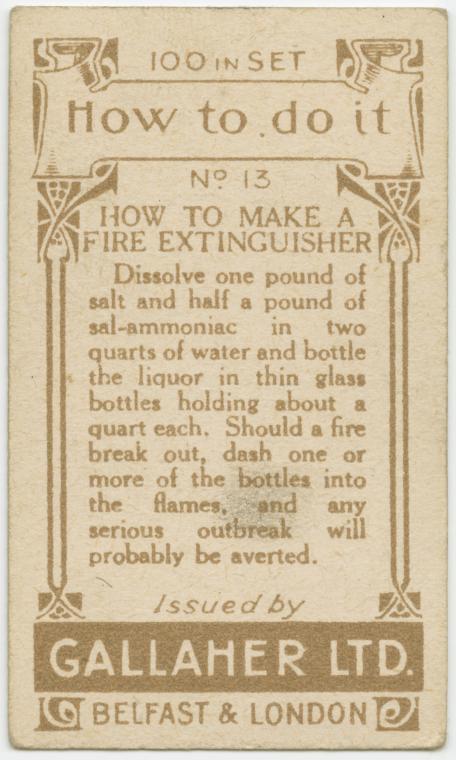 100 IN SET
How to do it
No 13
HOW TO MAKE A
FIRE EXTINGUISHER
Dissolve one pound of
salt and half a pound of
sal-ammoniac in two
quarts of water and bottle
the liquor in thin glass
bottles holding about a
quart each. Should a fire
break out, dash one or
more of the bottles into
the flames, and any
serious outbreak will
probably be averted.
Issued by
GALLAHER LTD.
BELFAST & LONDON